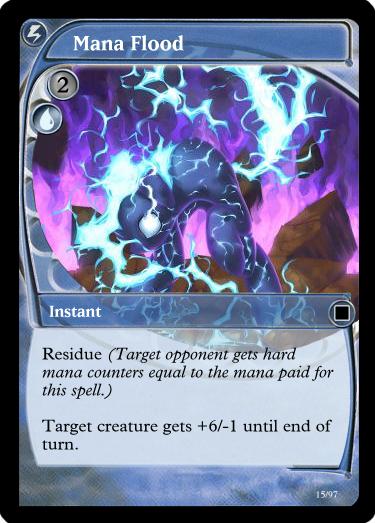 Mana Flood
2
Instant
Residue (Target opponent gets hard
mana counters equal to the mana paid for
this spell.)
Target creature gets +6/-1 until end of
turn.
15/97